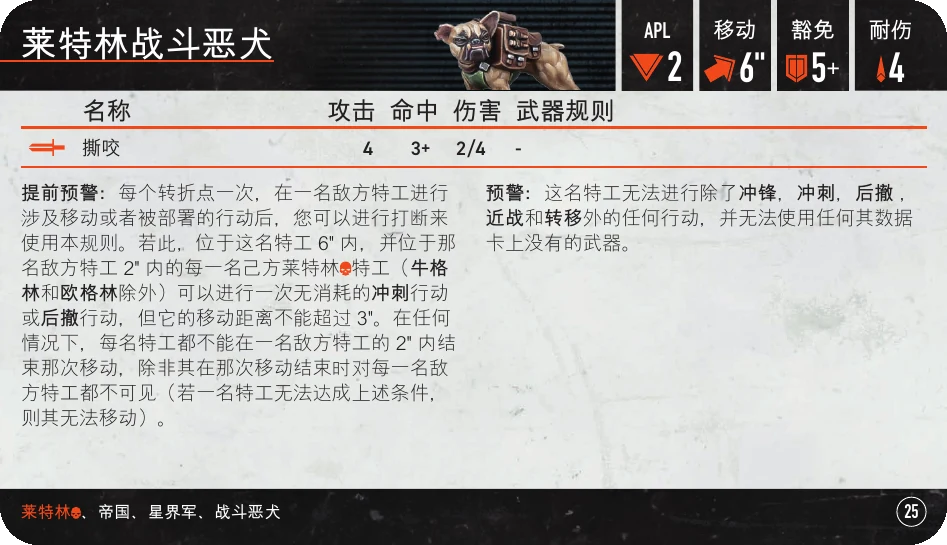 莱特林战斗恶犬
APL 移动 豁免 耐伤
2 6" 5+ 4
名称 攻击 命中 伤害 武器规则
撕咬 4 3+ 2/4 -
提前预警：每个转折点一次，在一名敌方特工进行
涉及移动或者被部署的行动后，您可以进行打断来
使用本规则。若此，位于这名特工 6" 内，并位于那
名敌方特工 2" 内的每一名己方莱特林特工（牛格
林和欧格林除外）可以进行一次无消耗的冲刺行动
或后撤行动，但它的移动距离不能超过 3"。在任何
情况下，每名特工都不能在一名敌方特工的 2" 内结
束那次移动，除非其在那次移动结束时对每一名敌
方特工都不可见（若一名特工无法达成上述条件，
则其无法移动）。
预警：这名特工无法进行除了冲锋，冲刺，后撤，
近战和转移外的任何行动，并无法使用任何其数据
卡上没有的武器。
莱特林、帝国、星界军、战斗恶犬
25